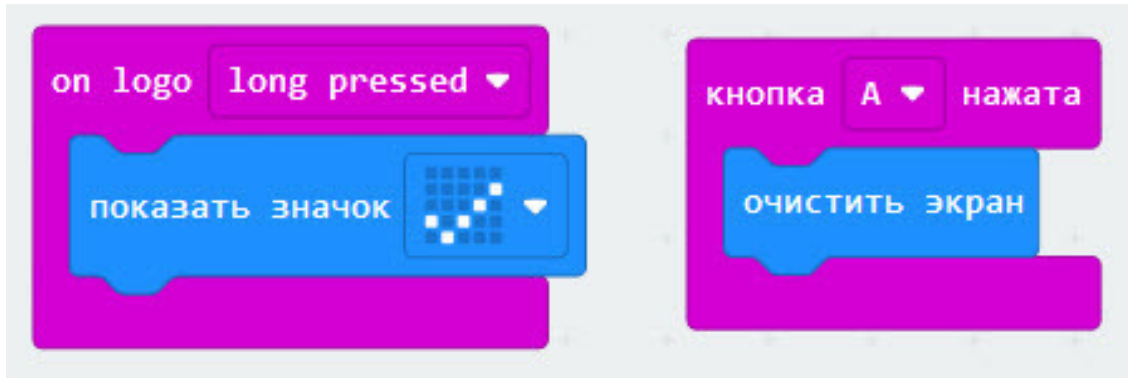 on logo long pressed
показать значок
кнопка A нажата
очистить экран